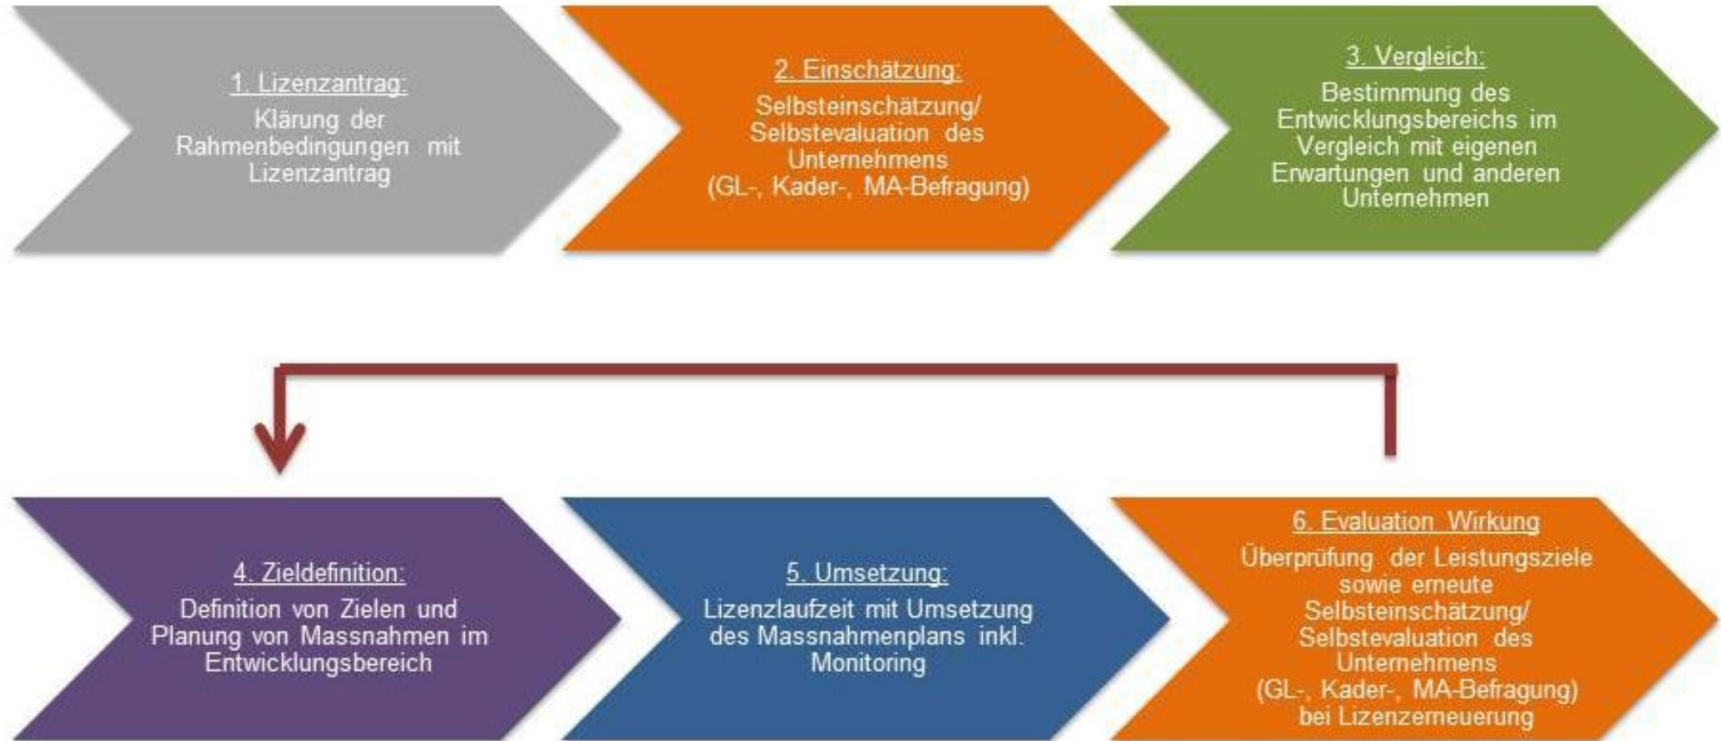 1. Lizenzantrag:
Klärung der
Rahmenbedingungen mit
Lizenzantrag
2. Einschätzung:
Selbsteinschätzung/
Selbstevaluation des
Unternehmens
(GL-, Kader-, MA-Befragung)
3. Vergleich:
Bestimmung des
Entwicklungsbereichs im
Vergleich mit eigenen
Erwartungen und anderen
Unternehmen
4. Zieldefinition:
Definition von Zielen und
Planung von Massnahmen im
Entwicklungsbereich
5. Umsetzung:
Lizenzlaufzeit mit Umsetzung
des Massnahmenplans inkl.
Monitoring
6. Evaluation Wirkung
Überprüfung der Leistungsziele
sowie erneute
Selbsteinschätzung/
Selbstevaluation des
Unternehmens
(GL-, Kader-, MA-Befragung)
bei Lizenzerneuerung